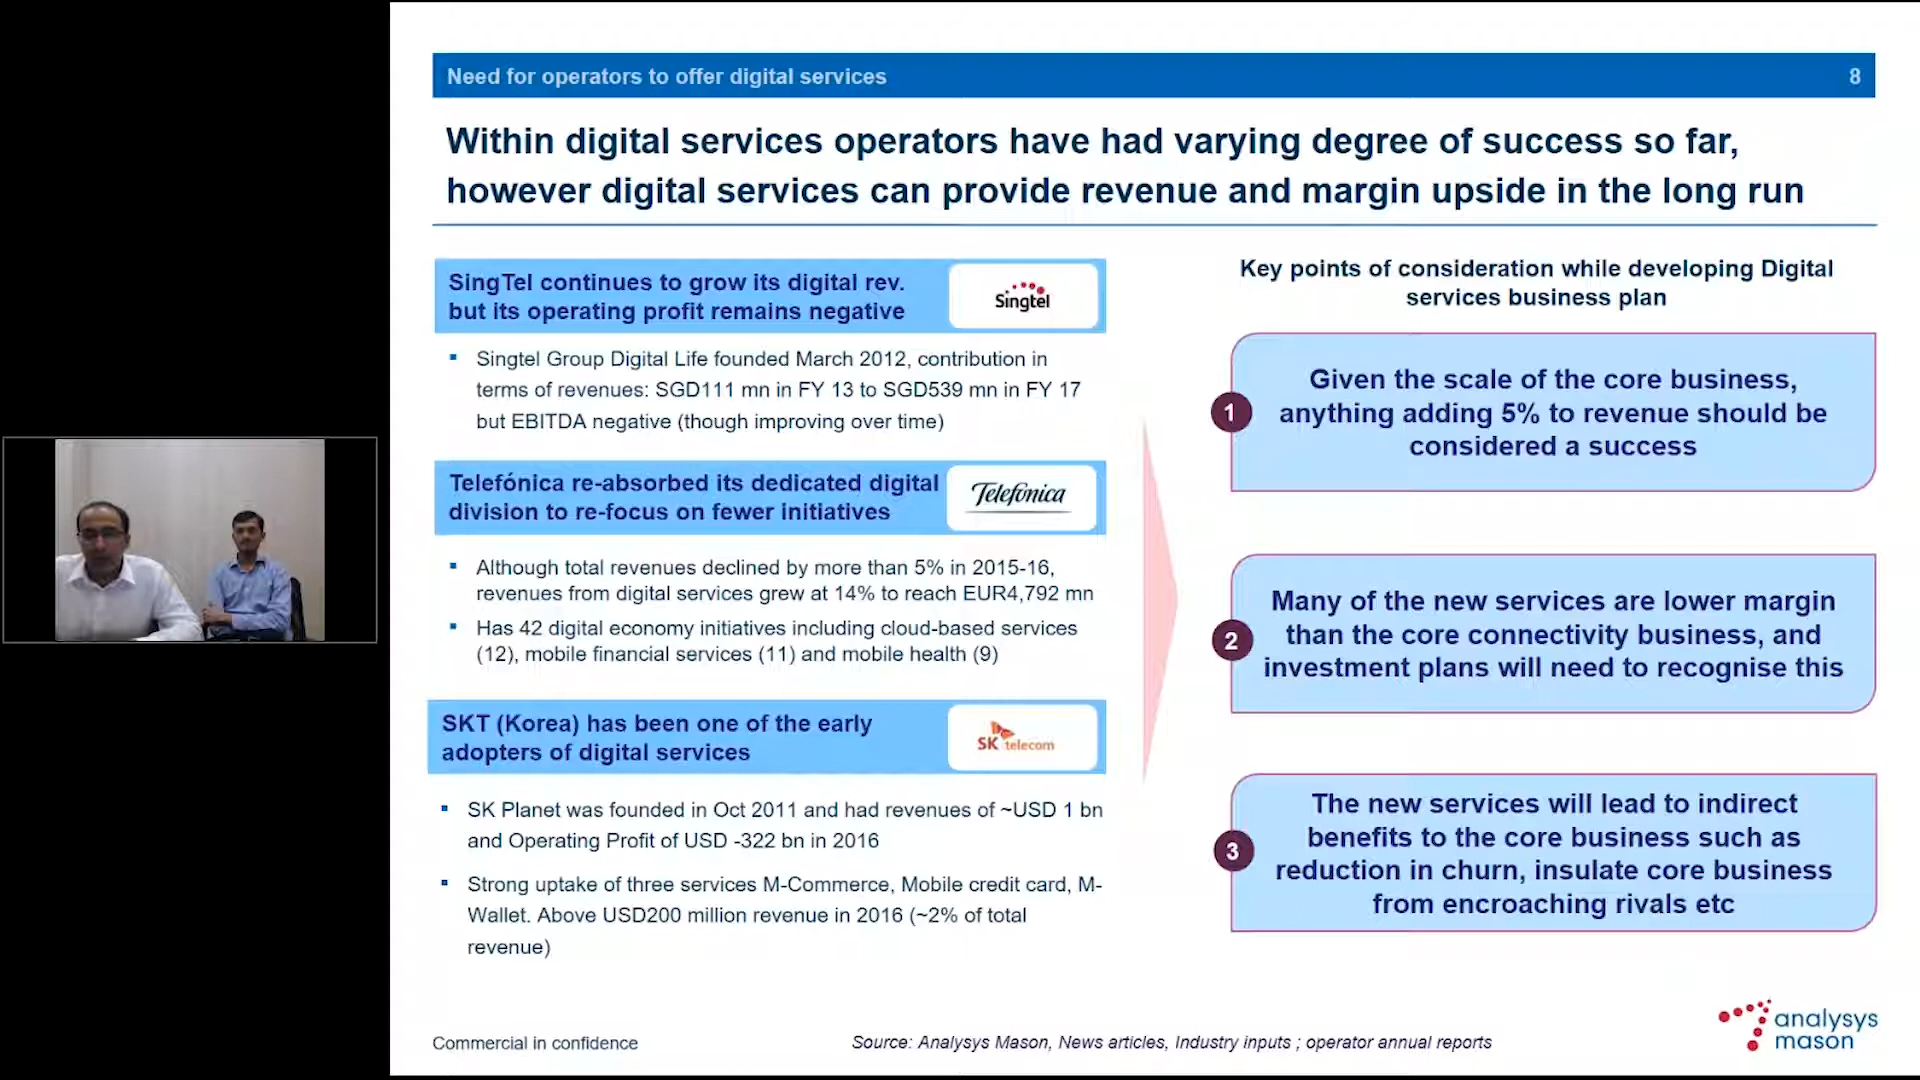 Need for operators to offer digital services 8
Within digital services operators have had varying degree of success so far,
however digital services can provide revenue and margin upside in the long run
SingTel continues to grow its digital rev.
but its operating profit remains negative
Singtel
▪ Singtel Group Digital Life founded March 2012, contribution in
terms of revenues: SGD111 mn in FY 13 to SGD539 mn in FY 17
but EBITDA negative (though improving over time)
Telefónica re-absorbed its dedicated digital
division to re-focus on fewer initiatives
Telefónica
▪ Although total revenues declined by more than 5% in 2015-16,
revenues from digital services grew at 14% to reach EUR4,792 mn
▪ Has 42 digital economy initiatives including cloud-based services
(12), mobile financial services (11) and mobile health (9)
SKT (Korea) has been one of the early
adopters of digital services
SK telecom
▪ SK Planet was founded in Oct 2011 and had revenues of ~USD 1 bn
and Operating Profit of USD -322 bn in 2016
▪ Strong uptake of three services M-Commerce, Mobile credit card, M-
Wallet. Above USD200 million revenue in 2016 (~2% of total
revenue)
Key points of consideration while developing Digital
services business plan
1
Given the scale of the core business,
anything adding 5% to revenue should be
considered a success
2
Many of the new services are lower margin
than the core connectivity business, and
investment plans will need to recognise this
3
The new services will lead to indirect
benefits to the core business such as
reduction in churn, insulate core business
from encroaching rivals etc
Commercial in confidence
Source: Analysys Mason, News articles, Industry inputs ; operator annual reports
analysys
mason